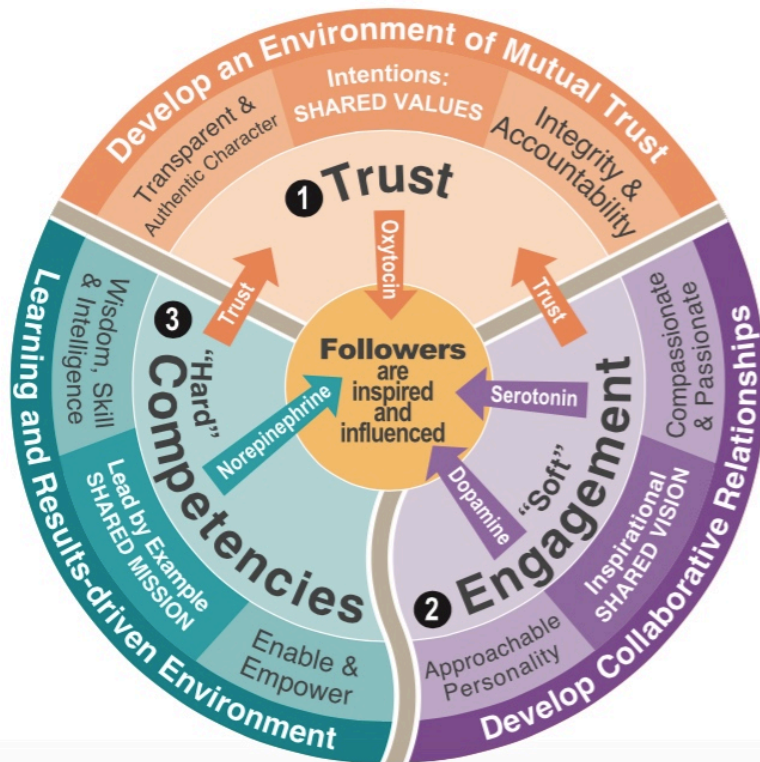 Develop an Environment of Mutual Trust
Transparent &
Authentic Character
Intentions:
SHARED VALUES
Integrity &
Accountability
1 Trust
Oxytocin
Trust
Trust
Followers
are
inspired
and
influenced
Serotonin
Dopamine
Norepinephrine
"Soft"
2 Engagement
Compassionate
& Passionate
Inspirational
SHARED VISION
Approachable
Personality
Develop Collaborative Relationships
3
"Hard"
Competencies
Wisdom, Skill
& Intelligence
Lead by Example
SHARED MISSION
Enable &
Empower
Learning and Results-driven Environment